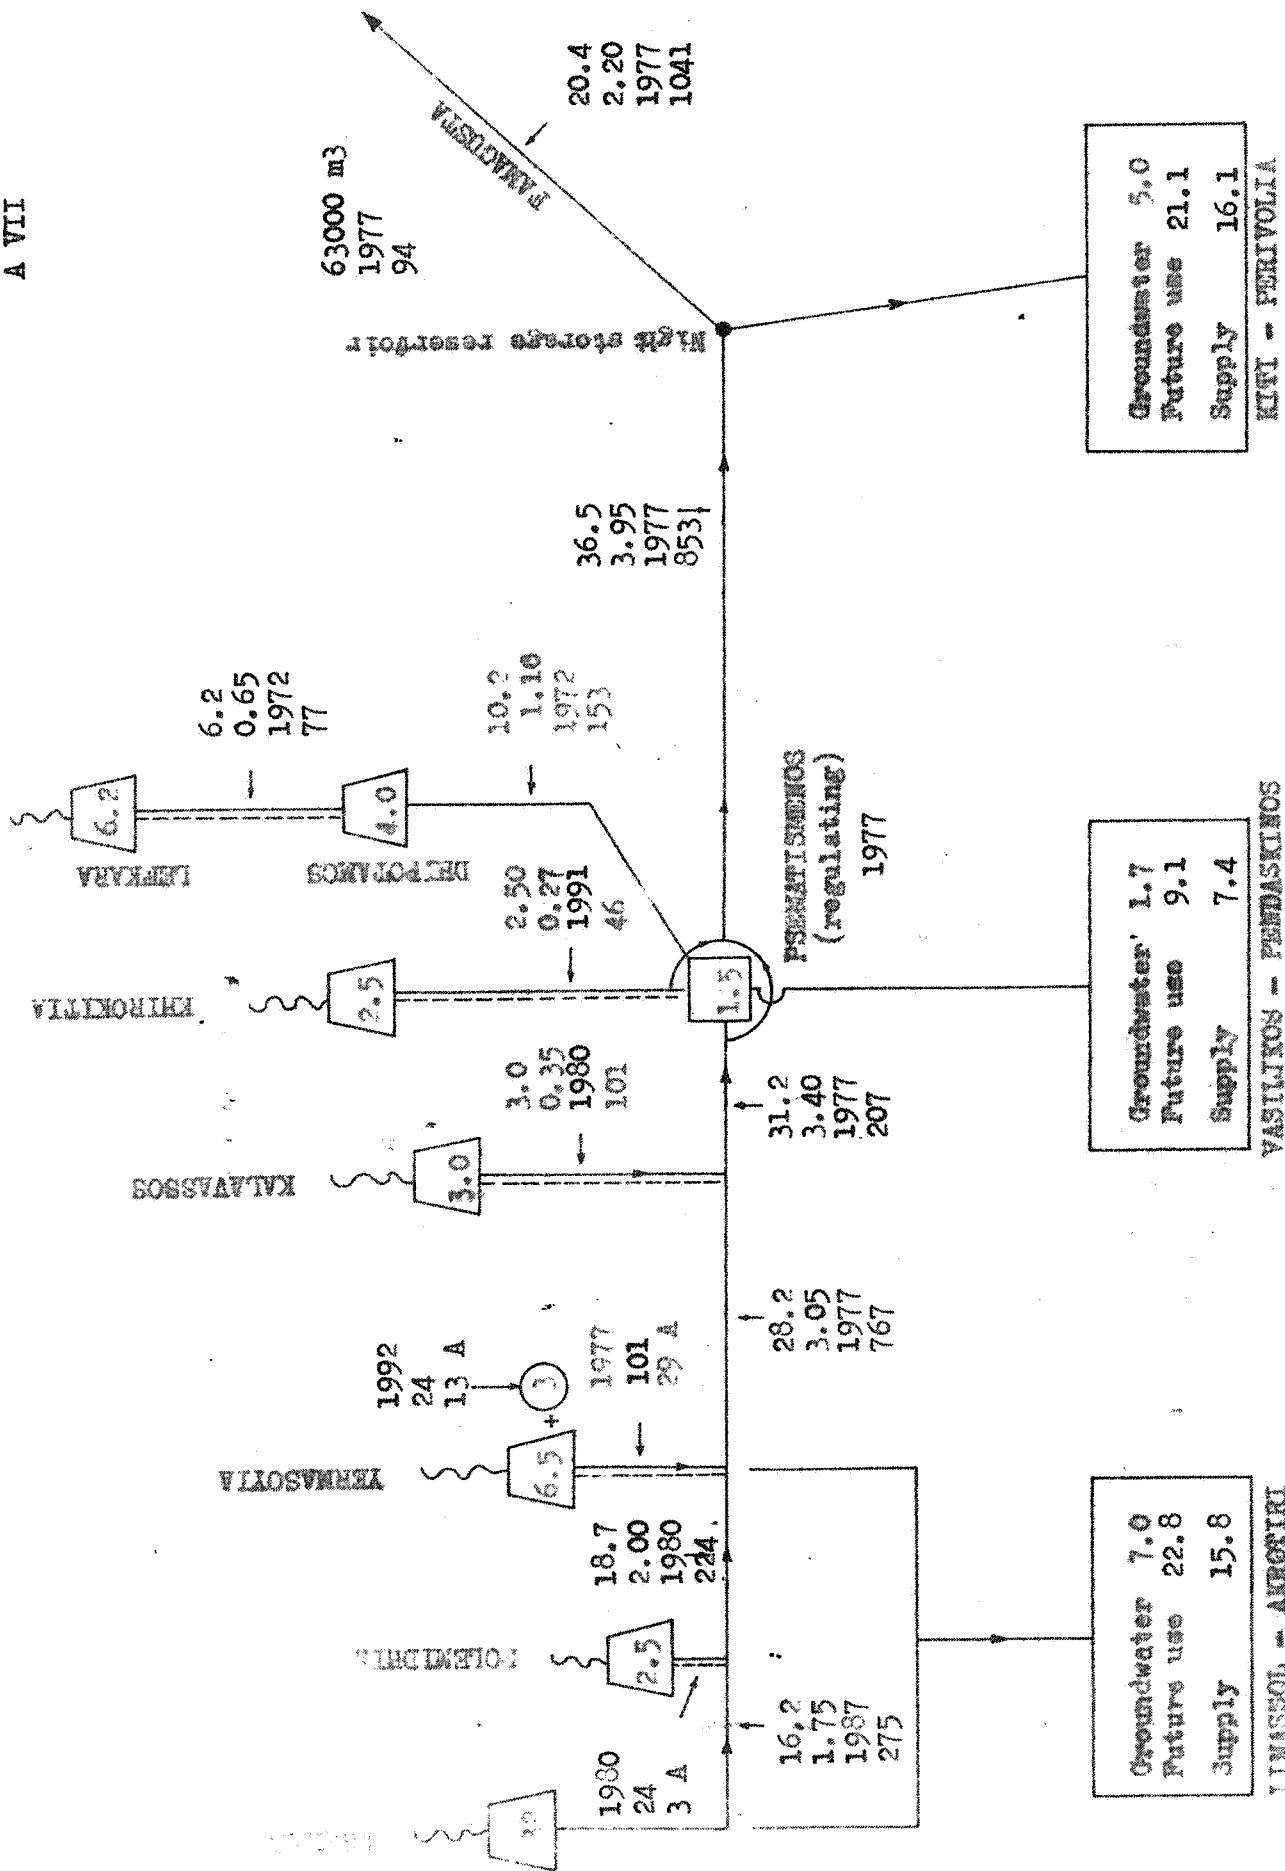 A VII
FAMAGUSTA
20.4
2.20
1977
1041
63000 m3
1977
94
Night storage reservoir
Groundwater 5.0
Future use 21.1
Supply 16.1
KITI - PERIVOLIA
36.5
3.95
1977
853
LEFKARA
6.2
6.2
0.65
1972
77
4.0
10.2
1.10
1972
153
KHIROKITIA
2.5
2.50
0.27
1991
46
1.5
PSEMATISMENOS
(regulating)
1977
Groundwater 1.7
Future use 9.1
Supply 7.4
VASILIKOS - PENDASKINOS
KALAVASSOS
3.0
3.0
0.35
1980
101
31.2
3.40
1977
207
28.2
3.05
1977
767
YERMASOYIA
6.5
+
3
1992
24
13 A
1977
101
29 A
18.7
2.00
1980
224
2.5
1980
24
3 A
16.2
1.75
1987
275
Groundwater 7.0
Future use 22.8
Supply 15.8
LIMASSOL - AKROTIRI